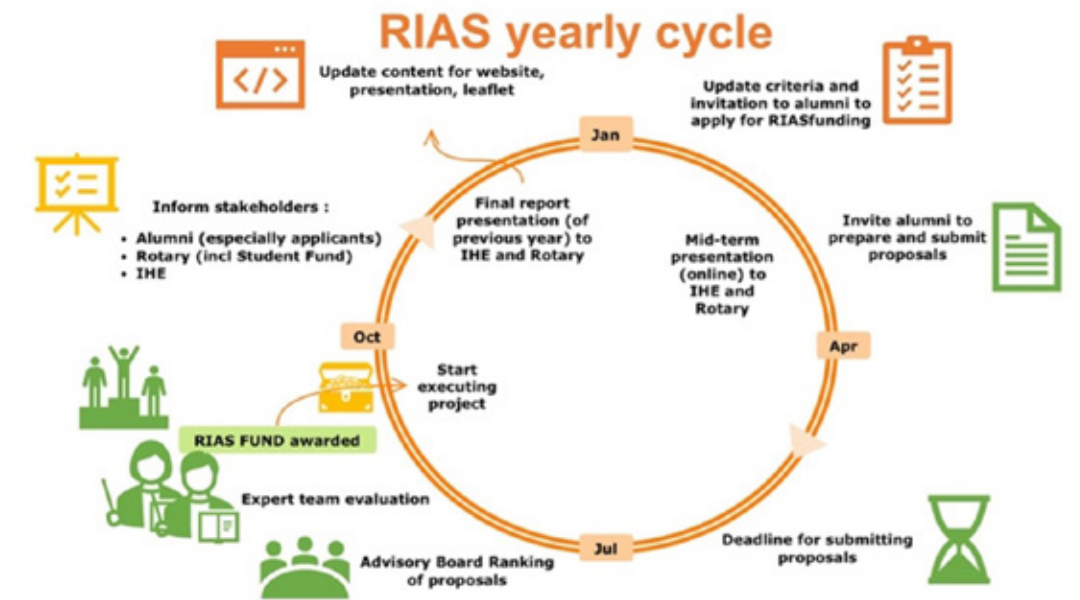 RIAS yearly cycle
</>
Update content for website,
presentation, leaflet
Update criteria and
invitation to alumni to
apply for RIASfunding
Jan
Inform stakeholders :
• Alumni (especially applicants)
• Rotary (incl Student Fund)
• IHE
Final report
presentation (of
previous year) to
IHE and Rotary
Mid-term
presentation
(online) to
IHE and
Rotary
Invite alumni to
prepare and submit
proposals
Oct
Apr
Start
executing
project
RIAS FUND awarded
Expert team evaluation
Advisory Board Ranking
of proposals
Jul
Deadline for submitting
proposals